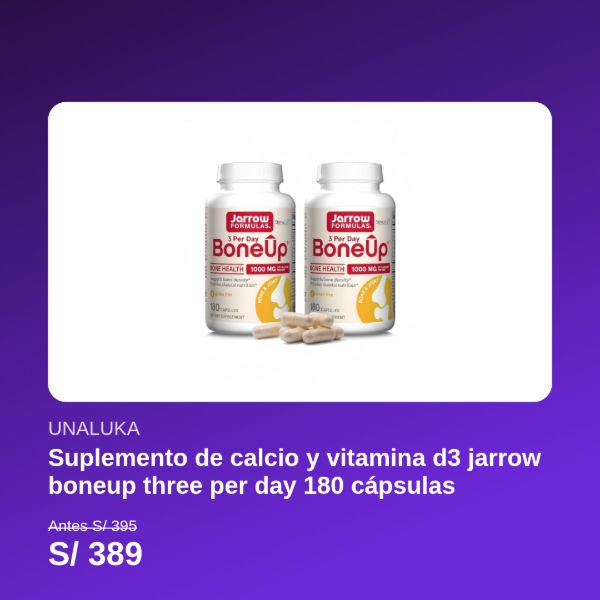 Jarrow
FORMULAS
3 Per Day
BoneUp
BONE HEALTH
1000 MG
180 CAPSULES
Jarrow
FORMULAS
3 Per Day
BoneUp
BONE HEALTH
1000 MG
180 CAPSULES
UNALUKA
Suplemento de calcio y vitamina d3 jarrow
boneup three per day 180 cápsulas
Antes S/ 395
S/ 389